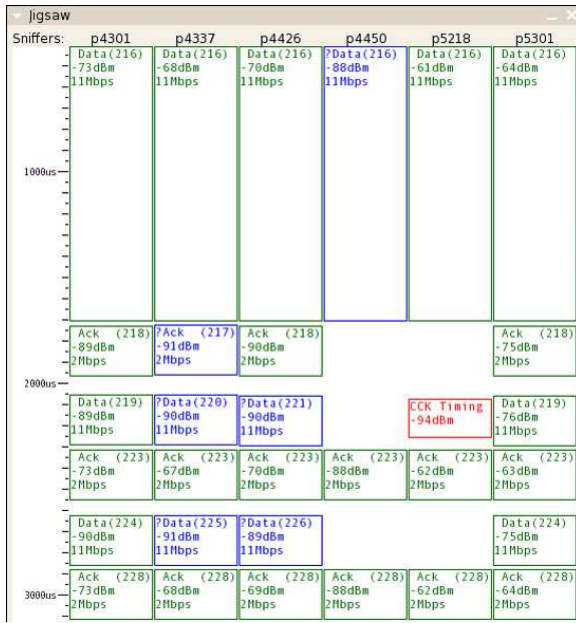 Jigsaw
Sniffers: p4301 p4337 p4426 p4450 p5218 p5301
Data(216) Data(216) Data(216) ?Data(216) Data(216) Data(216)
-73dBm -68dBm -70dBm -88dBm -61dBm -64dBm
11Mbps 11Mbps 11Mbps 11Mbps 11Mbps 11Mbps
1000us
Ack (218) ?Ack (217) Ack (218) Ack (218)
-89dBm -91dBm -90dBm -75dBm
2Mbps 2Mbps 2Mbps 2Mbps
2000us
Data(219) ?Data(220) ?Data(221) CCK Timing Data(219)
-89dBm -90dBm -90dBm -94dBm -76dBm
11Mbps 11Mbps 11Mbps 11Mbps
Ack (223) Ack (223) Ack (223) Ack (223) Ack (223) Ack (223)
-73dBm -67dBm -70dBm -88dBm -62dBm -63dBm
2Mbps 2Mbps 2Mbps 2Mbps 2Mbps 2Mbps
Data(224) ?Data(225) ?Data(226) Data(224)
-90dBm -91dBm -89dBm -75dBm
11Mbps 11Mbps 11Mbps 11Mbps
Ack (228) Ack (228) Ack (228) Ack (228) Ack (228) Ack (228)
3000us -73dBm -68dBm -69dBm -88dBm -62dBm -64dBm
2Mbps 2Mbps 2Mbps 2Mbps 2Mbps 2Mbps